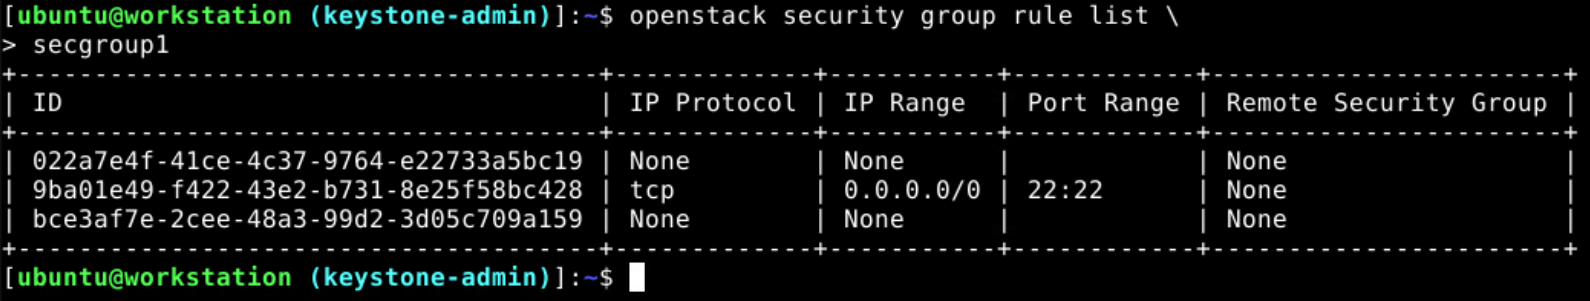 [ubuntu@workstation (keystone-admin)]:~$ openstack security group rule list \
> secgroup1
+--------------------------------------+-------------+-----------+------------+-----------------------+
| ID                                   | IP Protocol | IP Range  | Port Range | Remote Security Group |
+--------------------------------------+-------------+-----------+------------+-----------------------+
| 022a7e4f-41ce-4c37-9764-e22733a5bc19 | None        | None      |            | None                  |
| 9ba01e49-f422-43e2-b731-8e25f58bc428 | tcp         | 0.0.0.0/0 | 22:22      | None                  |
| bce3af7e-2cee-48a3-99d2-3d05c709a159 | None        | None      |            | None                  |
+--------------------------------------+-------------+-----------+------------+-----------------------+
[ubuntu@workstation (keystone-admin)]:~$